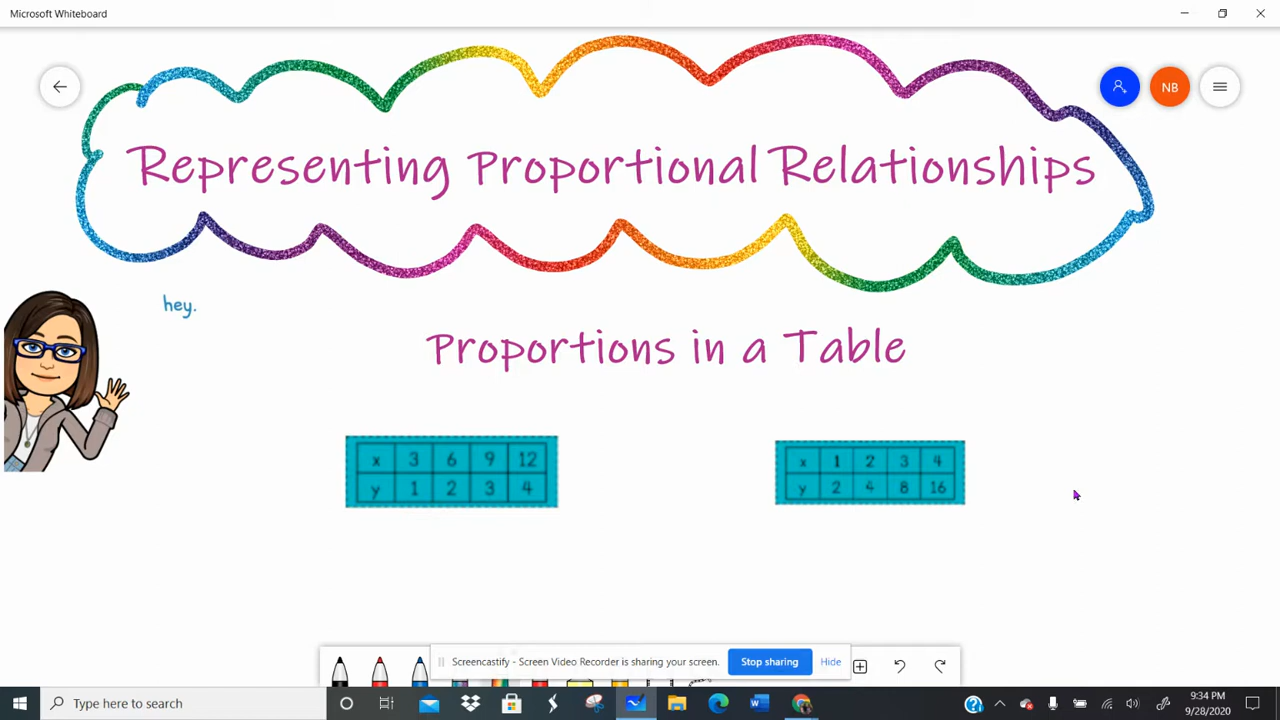 Microsoft Whiteboard
NB
Representing Proportional Relationships
hey.
Proportions in a Table
x 3 6 9 12
y 1 2 3 4
x 1 2 3 4
y 2 4 8 16
Screencastify - Screen Video Recorder is sharing your screen. Stop sharing Hide
Type here to search
9:34 PM
9/28/2020